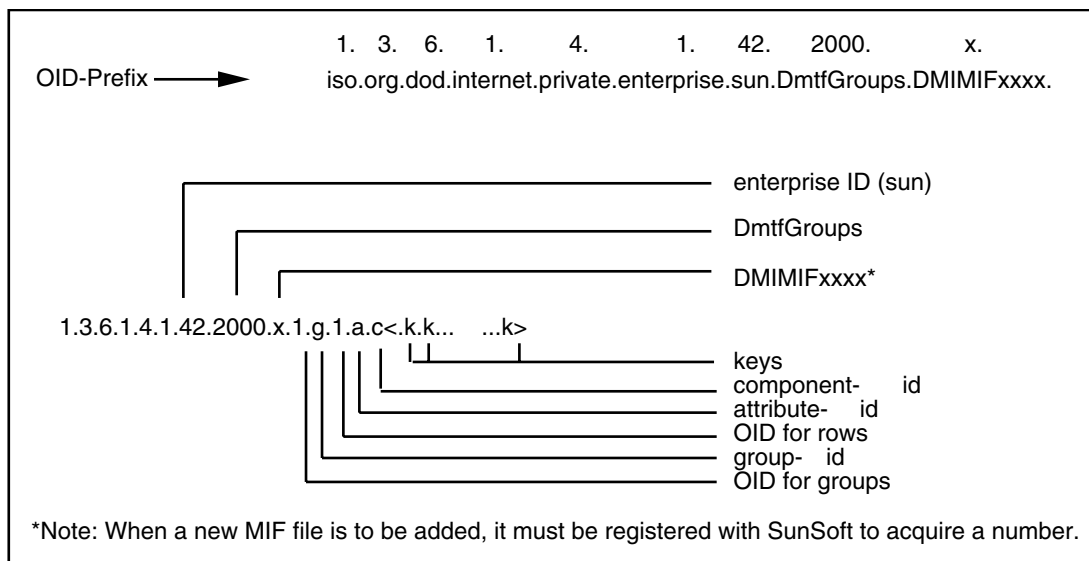 1. 3. 6. 1. 4. 1. 42. 2000. x.
OID-Prefix iso.org.dod.internet.private.enterprise.sun.DmtfGroups.DMIMIFxxxx.
enterprise ID (sun)
DmtfGroups
DMIMIFxxxx*
1.3.6.1.4.1.42.2000.x.1.g.1.a.c<.k.k... ...k>
keys
component- id
attribute- id
OID for rows
group- id
OID for groups
*Note: When a new MIF file is to be added, it must be registered with SunSoft to acquire a number.